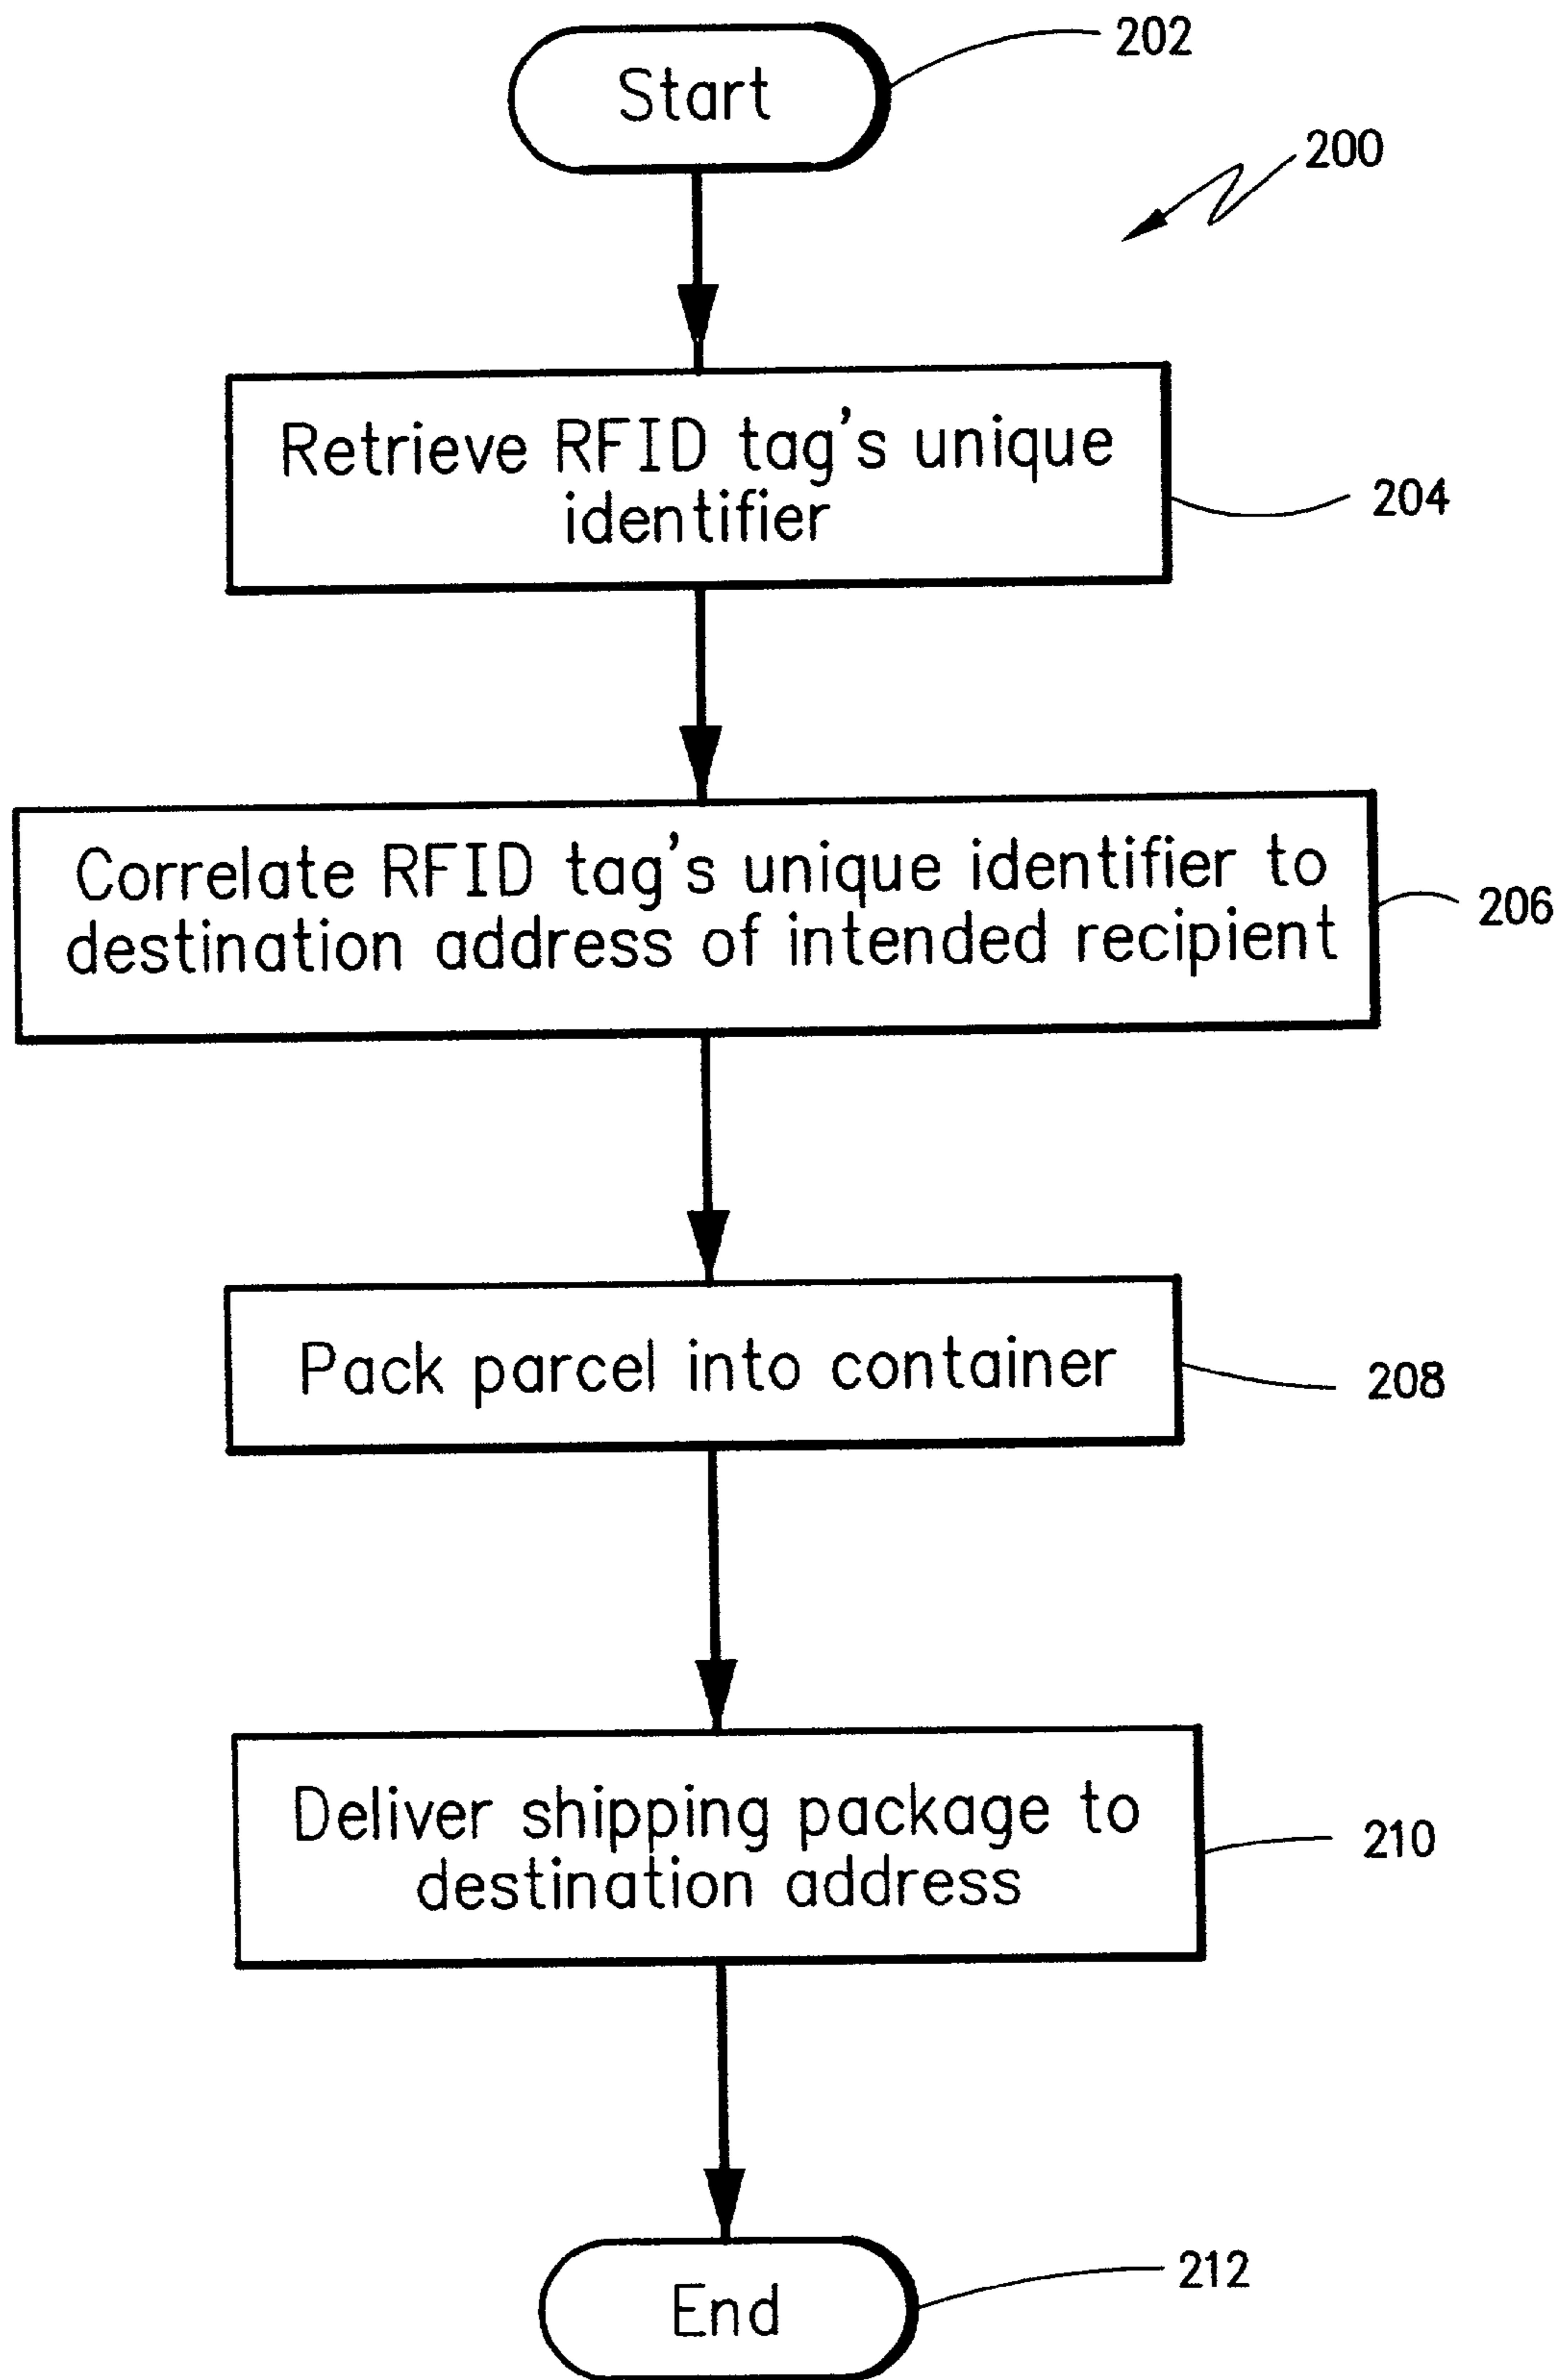 Start
202
200
Retrieve RFID tag's unique
identifier
204
Correlate RFID tag's unique identifier to
destination address of intended recipient
206
Pack parcel into container
208
Deliver shipping package to
destination address
210
End
212